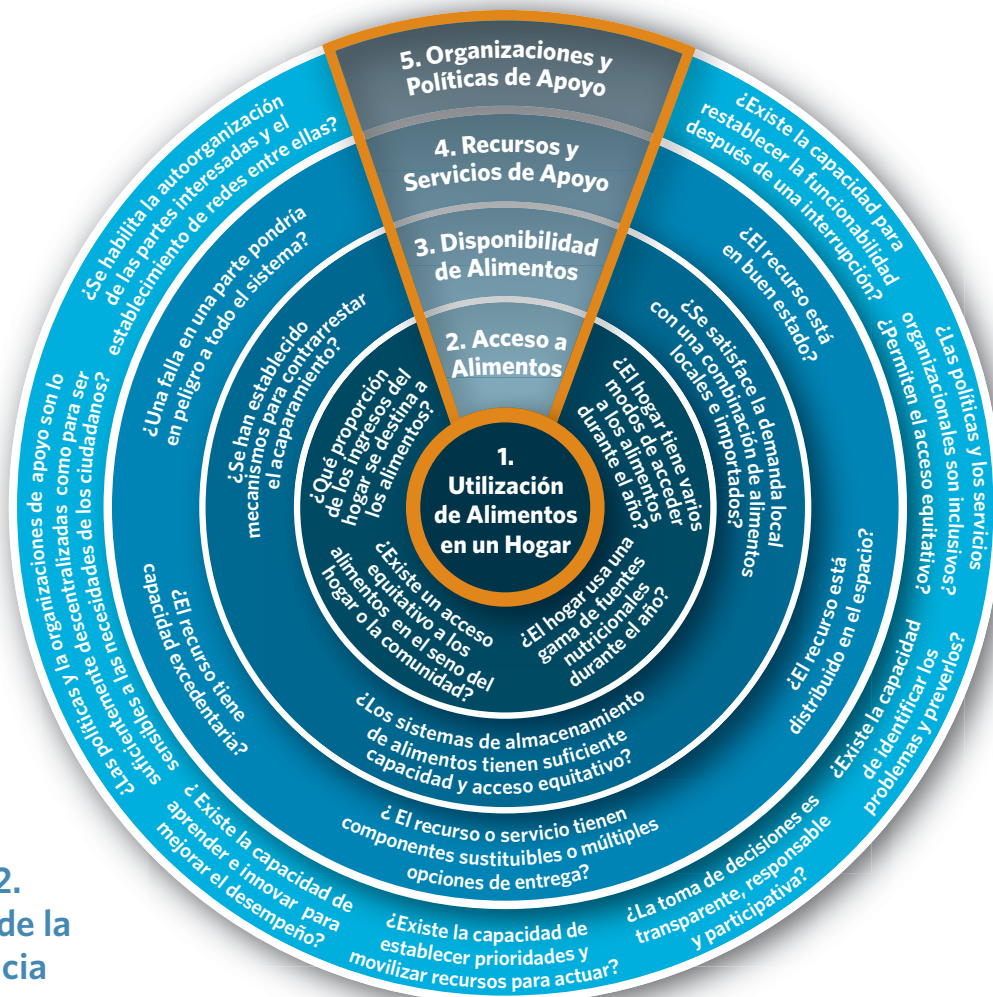 5. Organizaciones y
Políticas de Apoyo
4. Recursos y
Servicios de Apoyo
3. Disponibilidad
de Alimentos
2. Acceso a
Alimentos
1.
Utilización
de Alimentos
en un Hogar
¿Qué proporción
de los ingresos del
hogar se destina a
los alimentos?
¿El hogar tiene varios
modos de acceder
a los alimentos
durante el año?
¿El hogar usa una
gama de fuentes
nutricionales
durante el año?
¿Existe un acceso
equitativo a los
alimentos en el seno del
hogar o la comunidad?
¿Se han establecido
mecanismos para contrarrestar
el acaparamiento?
¿Se satisface la demanda local
con una combinación de alimentos
locales e importados?
¿Los sistemas de almacenamiento
de alimentos tienen suficiente
capacidad y acceso equitativo?
¿Una falla en una parte pondría
en peligro a todo el sistema?
¿El recurso está
en buen estado?
¿El recurso está
distribuido en el espacio?
¿ El recurso o servicio tienen
componentes sustituibles o múltiples
opciones de entrega?
¿El recurso tiene
capacidad excedentaria?
¿Se habilita la autoorganización
de las partes interesadas y el
establecimiento de redes entre ellas?
¿Existe la capacidad para
restablecer la funcionabilidad
después de una interrupción?
¿Las políticas y los servicios
organizacionales son inclusivos?
¿Permiten el acceso equitativo?
¿Existe la capacidad
de identificar los
problemas y preverlos?
¿La toma de decisiones es
transparente, responsable
y participativa?
¿Existe la capacidad de
establecer prioridades y
movilizar recursos para actuar?
¿ Existe la capacidad de
aprender e innovar para
mejorar el desempeño?
¿Las políticas y la organizaciones de apoyo son lo
suficientemente descentralizadas como para ser
sensibles a las necesidades de los ciudadanos?
2.
de la
cia